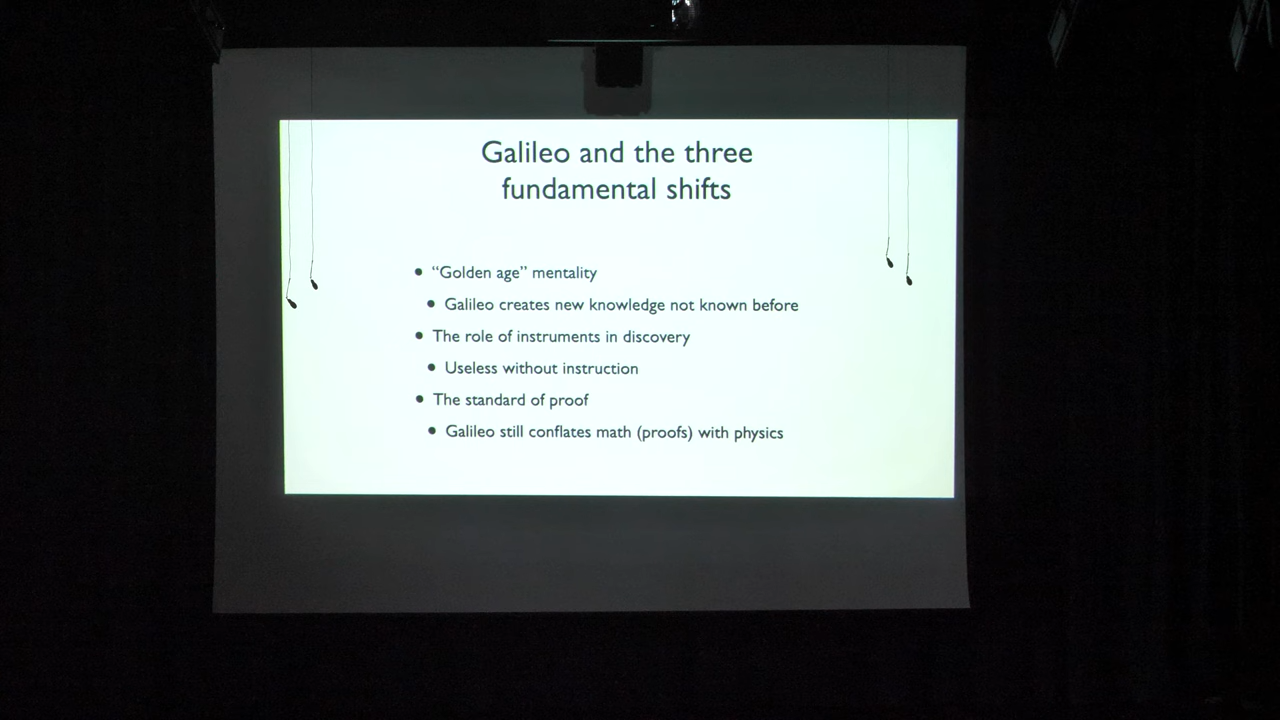 Galileo and the three
fundamental shifts
• “Golden age” mentality
• Galileo creates new knowledge not known before
• The role of instruments in discovery
• Useless without instruction
• The standard of proof
• Galileo still conflates math (proofs) with physics